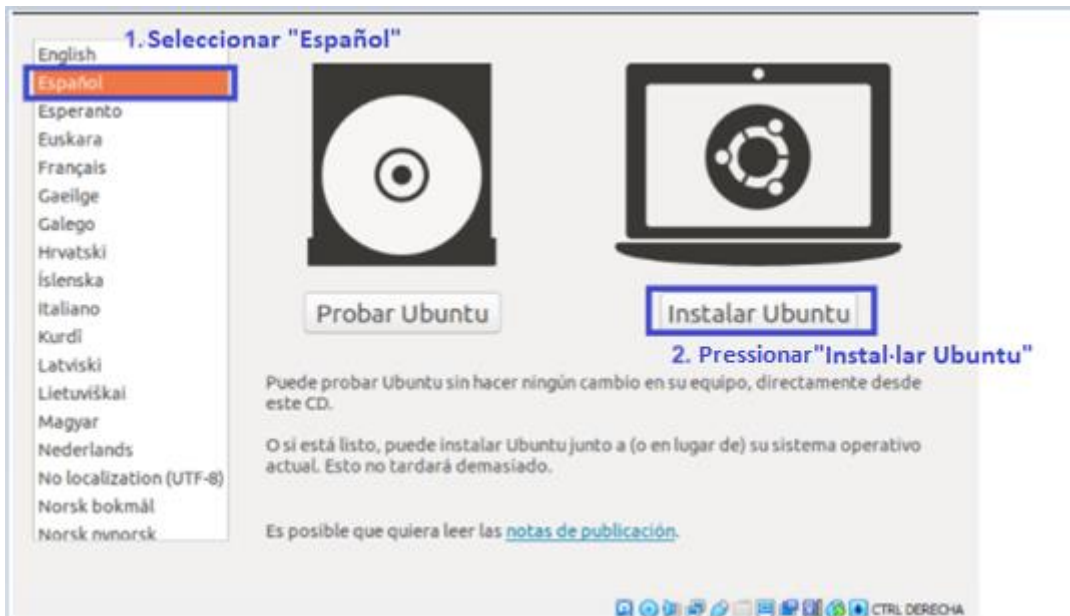 1. Seleccionar "Español"
English
Español
Esperanto
Euskara
Français
Gaeilge
Galego
Hrvatski
Íslenska
Italiano
Kurdî
Latviski
Lietuviškai
Magyar
Nederlands
No localization (UTF-8)
Norsk bokmål
Norsk nynorsk
Probar Ubuntu
Instalar Ubuntu
2. Pressionar"Instal·lar Ubuntu"
Puede probar Ubuntu sin hacer ningún cambio en su equipo, directamente desde
este CD.
O si está listo, puede instalar Ubuntu junto a (o en lugar de) su sistema operativo
actual. Esto no tardará demasiado.
Es posible que quiera leer las notas de publicación.
CTRL DERECHA